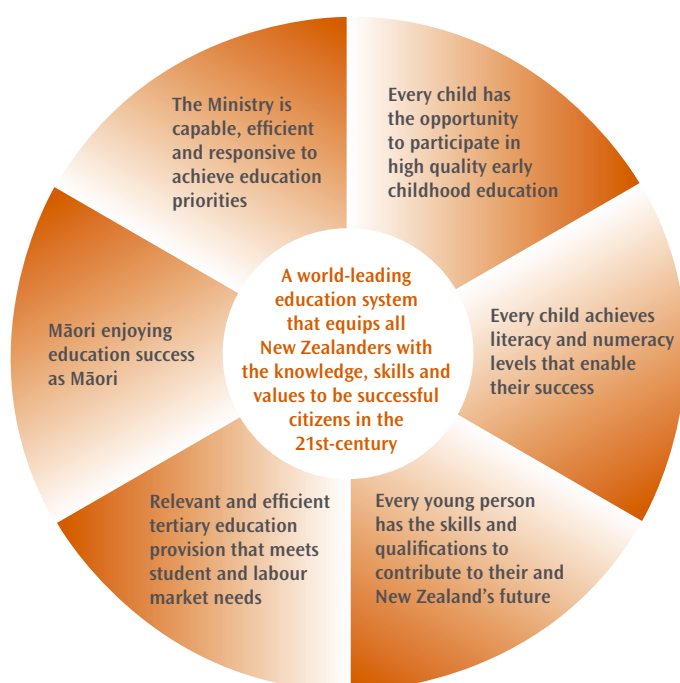 The Ministry is
capable, efficient
and responsive to
achieve education
priorities
Every child has
the opportunity
to participate in
high quality early
childhood education
Every child achieves
literacy and numeracy
levels that enable
their success
Every young person
has the skills and
qualifications to
contribute to their and
New Zealand's future
Relevant and efficient
tertiary education
provision that meets
student and labour
market needs
Māori enjoying
education success
as Māori
A world-leading
education system
that equips all
New Zealanders with
the knowledge, skills and
values to be successful
citizens in the
21st-century